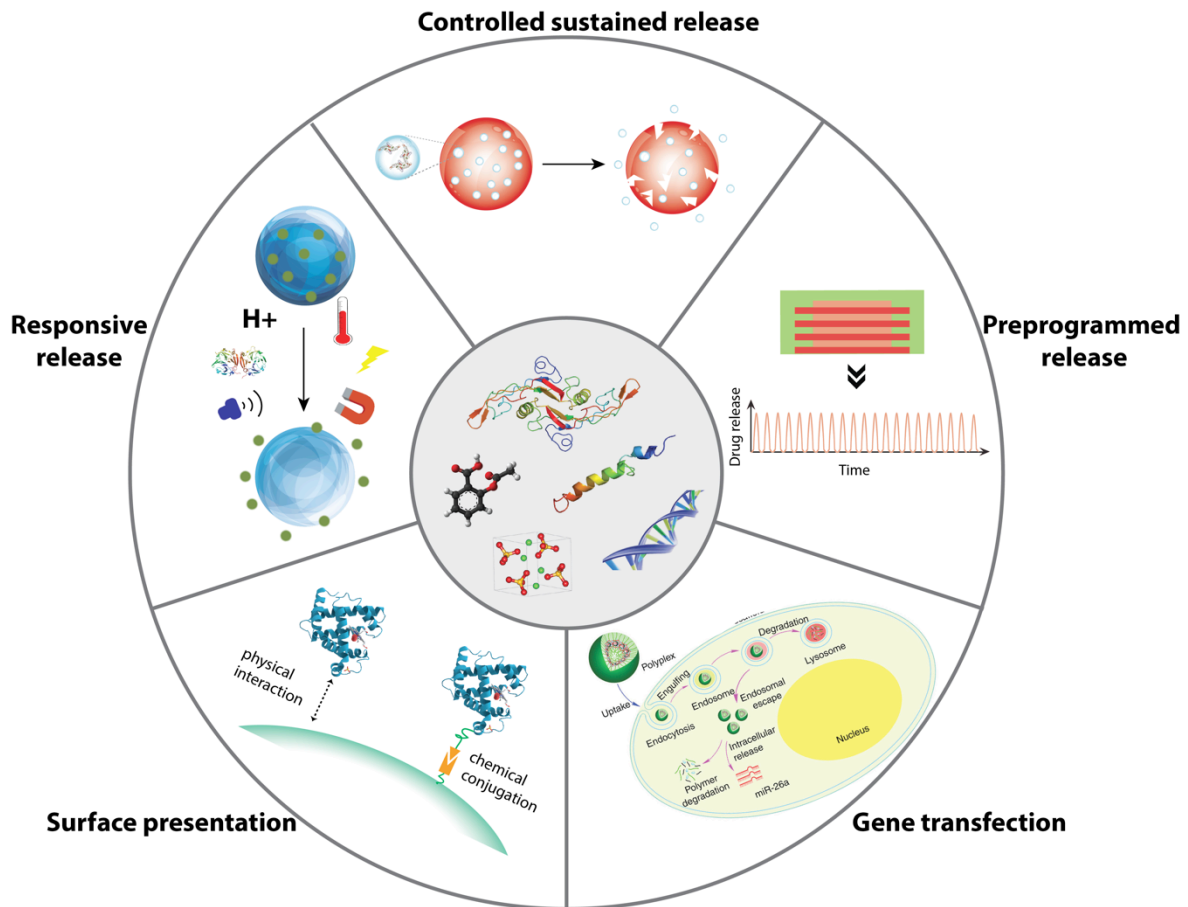 Controlled sustained release
Responsive
release
H+
Preprogrammed
release
Drug release
Time
physical
interaction
chemical
conjugation
Surface presentation
Polyplex
Uptake
Engulfing
Endocytosis
Endosome
Degradation
Lysosome
Endosomal
escape
Intracellular
release
Nucleus
Polymer
degradation
miR-26a
Gene transfection